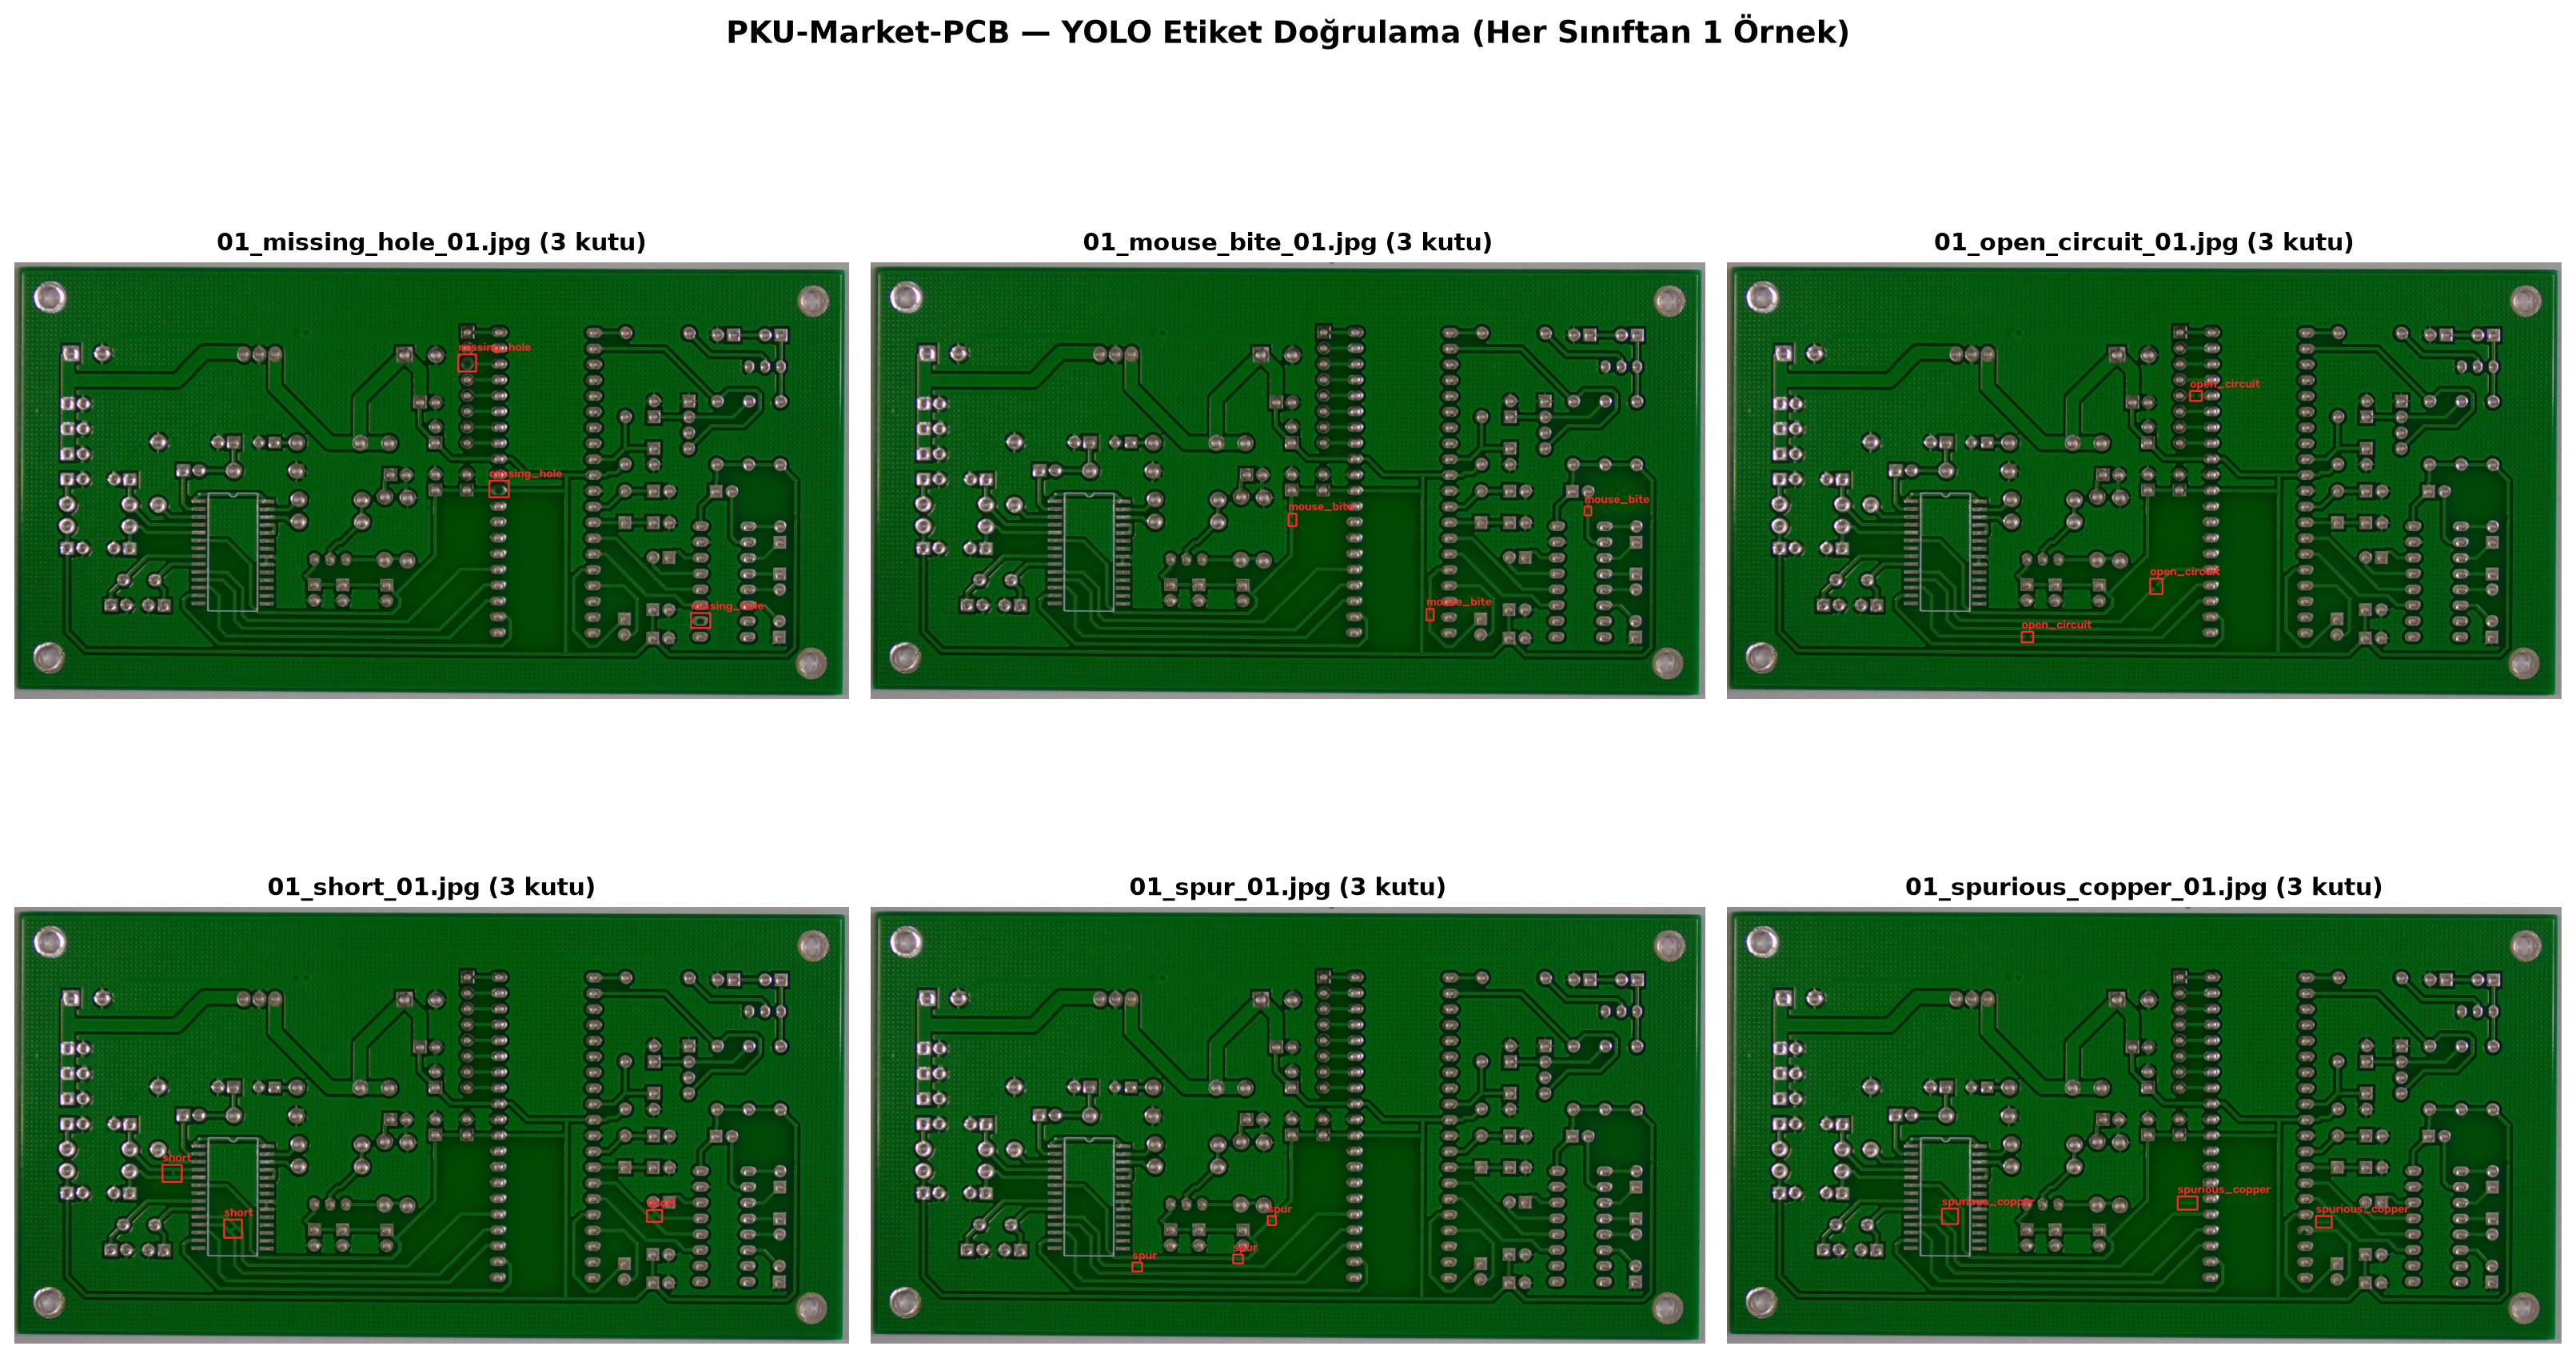 PKU-Market-PCB — YOLO Etiket Doğrulama (Her Sınıftan 1 Örnek)
01_missing_hole_01.jpg (3 kutu)
01_mouse_bite_01.jpg (3 kutu)
01_open_circuit_01.jpg (3 kutu)
missing_hole
missing_hole
missing_hole
mouse_bite
mouse_bite
mouse_bite
open_circuit
open_circuit
open_circuit
01_short_01.jpg (3 kutu)
01_spur_01.jpg (3 kutu)
01_spurious_copper_01.jpg (3 kutu)
short
short
short
spur
spur
spur
spurious_copper
spurious_copper
spurious_copper